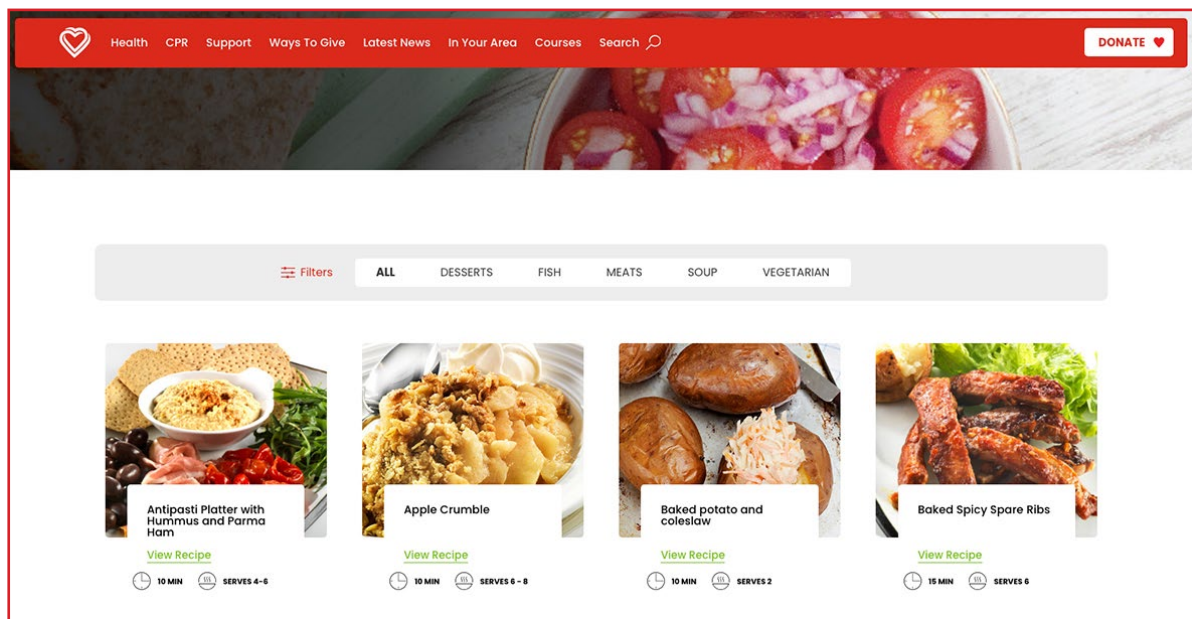 Health CPR Support Ways To Give Latest News In Your Area Courses Search DONATE
Filters ALL DESSERTS FISH MEATS SOUP VEGETARIAN
Antipasti Platter with
Hummus and Parma
Ham
View Recipe
10 MIN SERVES 4-6
Apple Crumble
View Recipe
10 MIN SERVES 6 - 8
Baked potato and
coleslaw
View Recipe
10 MIN SERVES 2
Baked Spicy Spare Ribs
View Recipe
15 MIN SERVES 6